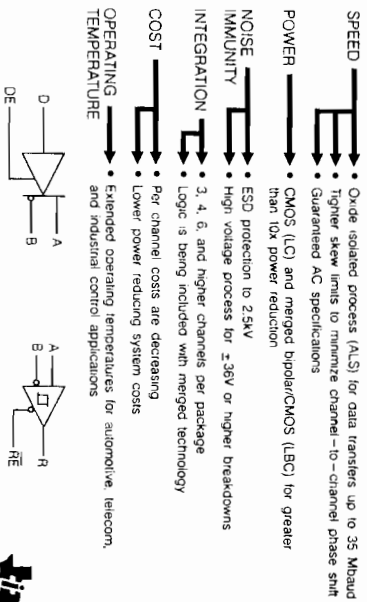 SPEED
• Oxide isolated process (ALS) for data transfers up to 35 Mbaud
• Tighter skew limits to minimize channel-to-channel phase shift
• Guaranteed AC specifications
POWER
• CMOS (LC) and merged bipolar/CMOS (LBC) for greater
than 10x power reduction
NOISE
IMMUNITY
• ESD protection to 2.5kV
• High voltage process for ±36V or higher breakdowns
INTEGRATION
• 3, 4, 6, and higher channels per package
• Logic is being included with merged technology
COST
• Per channel costs are decreasing
• Lower power reducing system costs
OPERATING
TEMPERATURE
• Extended operating temperatures for automotive, telecom,
and industrial control applications
D
DE
A
B
A
B
R
RE